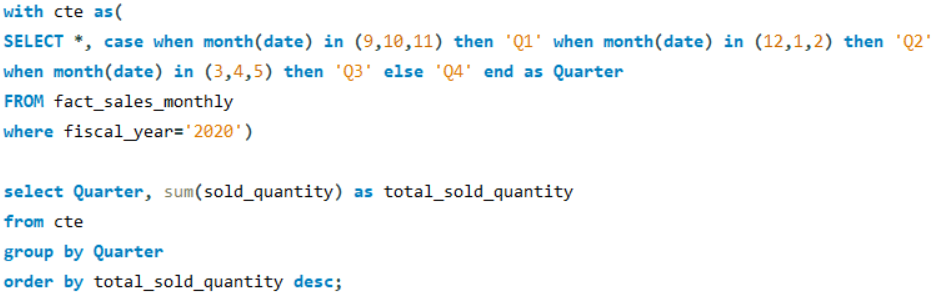 with cte as(
SELECT *, case when month(date) in (9,10,11) then 'Q1' when month(date) in (12,1,2) then 'Q2'
when month(date) in (3,4,5) then 'Q3' else 'Q4' end as Quarter
FROM fact_sales_monthly
where fiscal_year='2020')
select Quarter, sum(sold_quantity) as total_sold_quantity
from cte
group by Quarter
order by total_sold_quantity desc;